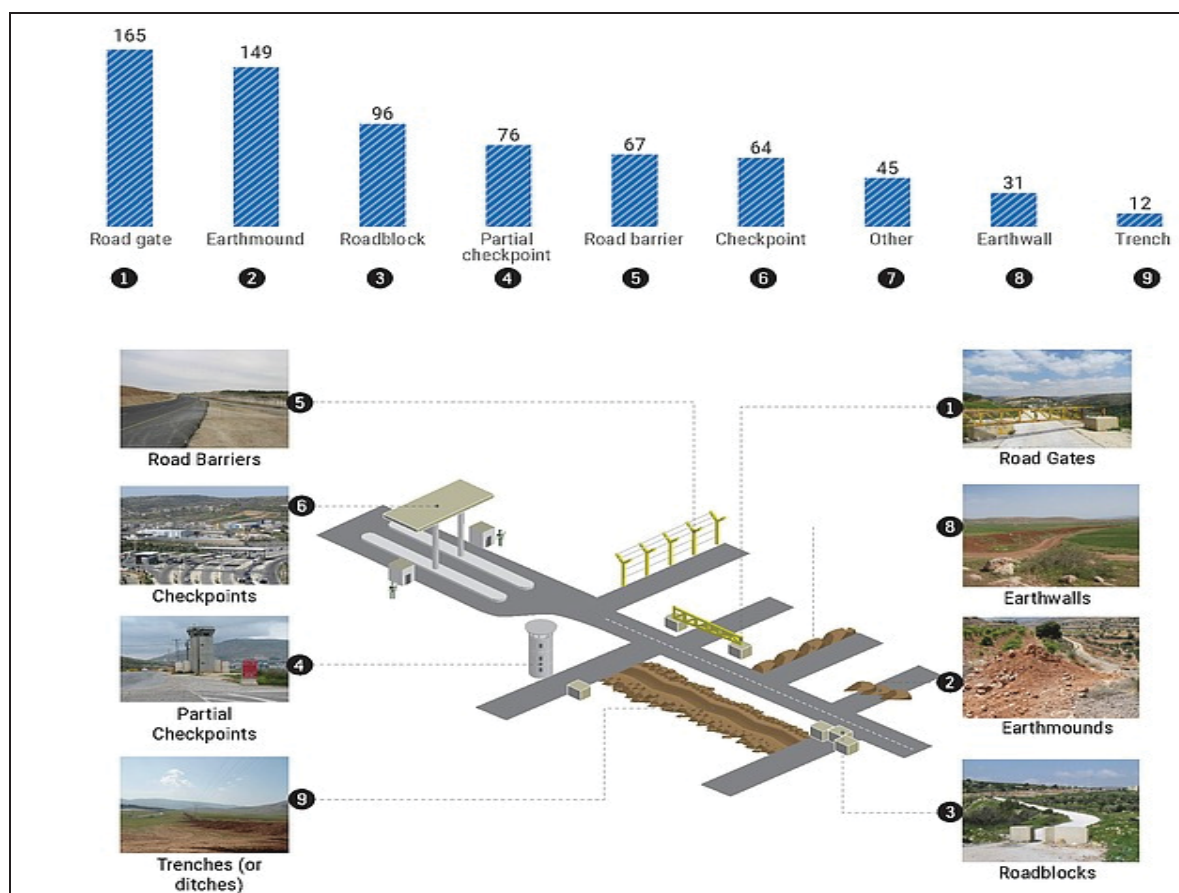 165
149
96
76
67
64
45
31
12
Road gate
Earthmound
Roadblock
Partial
checkpoint
Road barrier
Checkpoint
Other
Earthwall
Trench
1
2
3
4
5
6
7
8
9
5
Road Barriers
6
Checkpoints
4
Partial
Checkpoints
9
Trenches (or
ditches)
1
Road Gates
8
Earthwalls
2
Earthmounds
3
Roadblocks